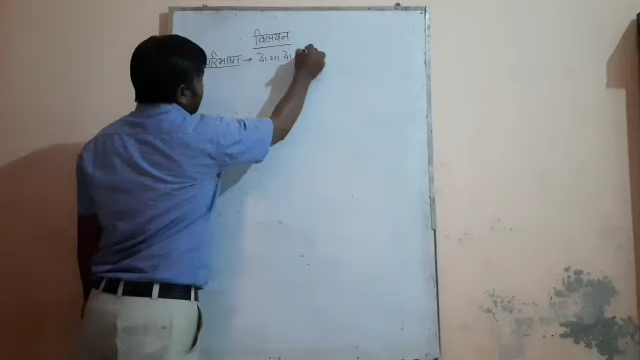 विलयन
परिभाषा → दो या दो